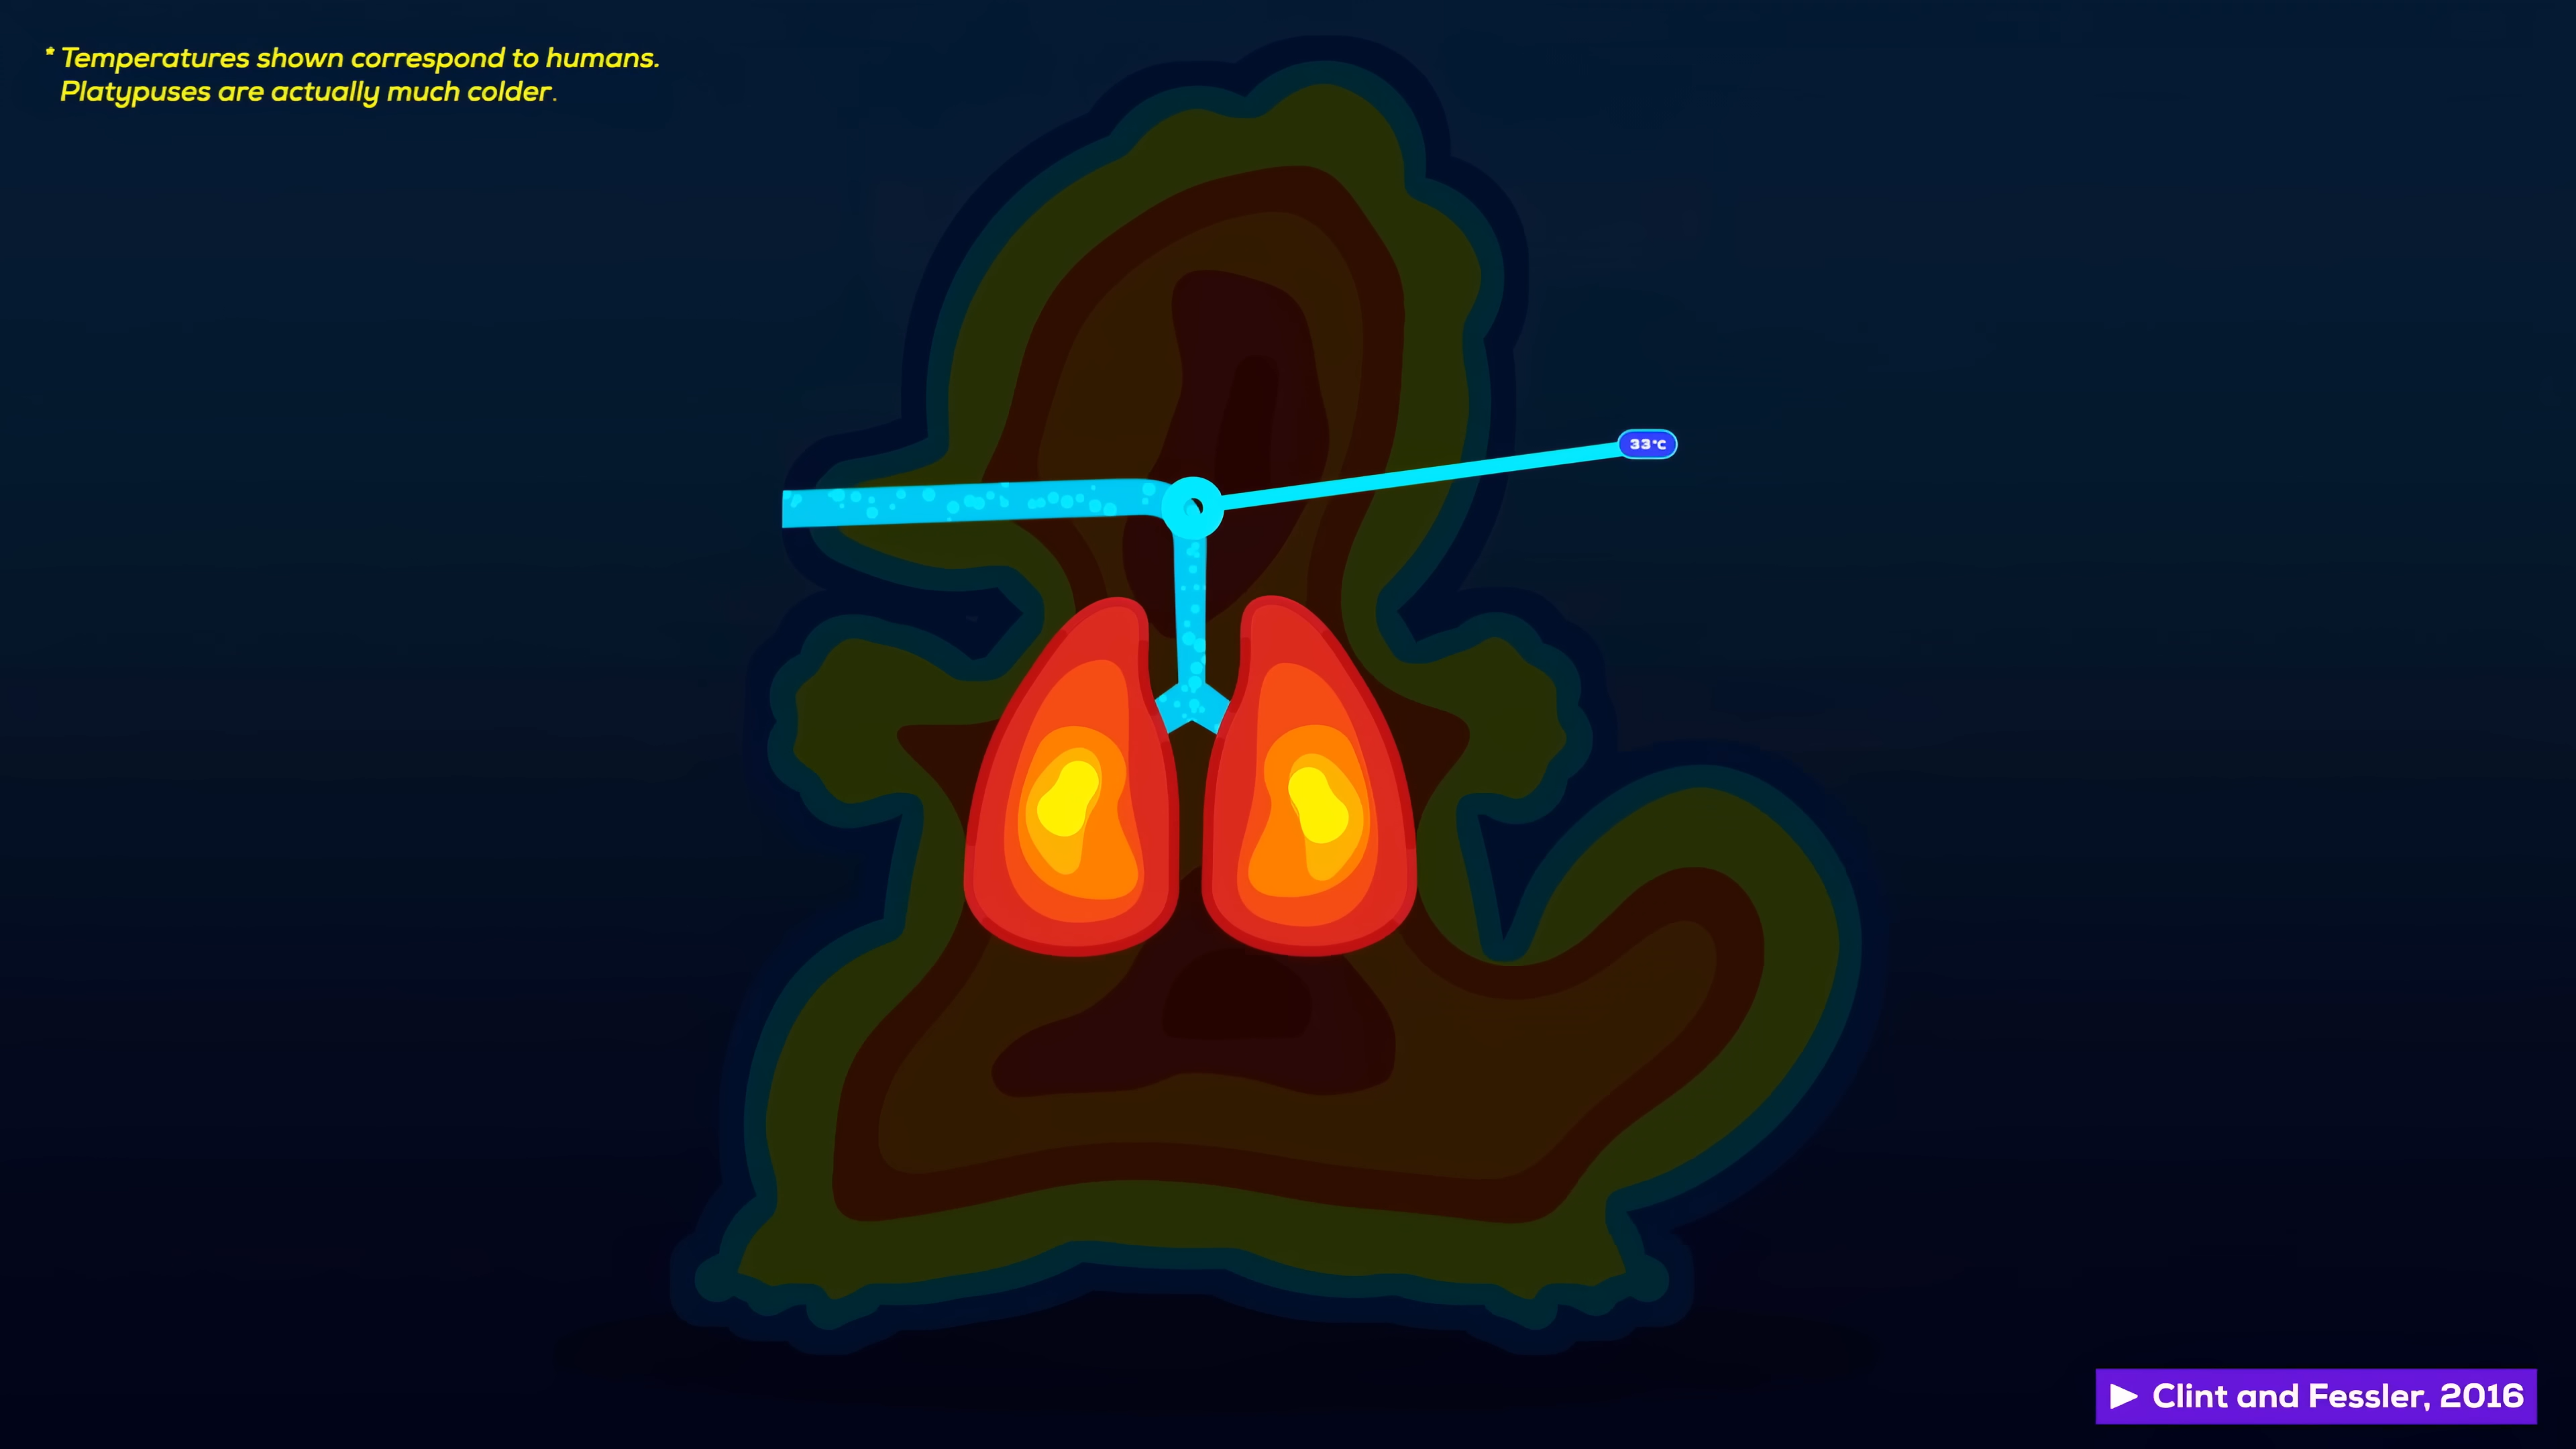 * Temperatures shown correspond to humans.
Platypuses are actually much colder.
33°C
Clint and Fessler, 2016